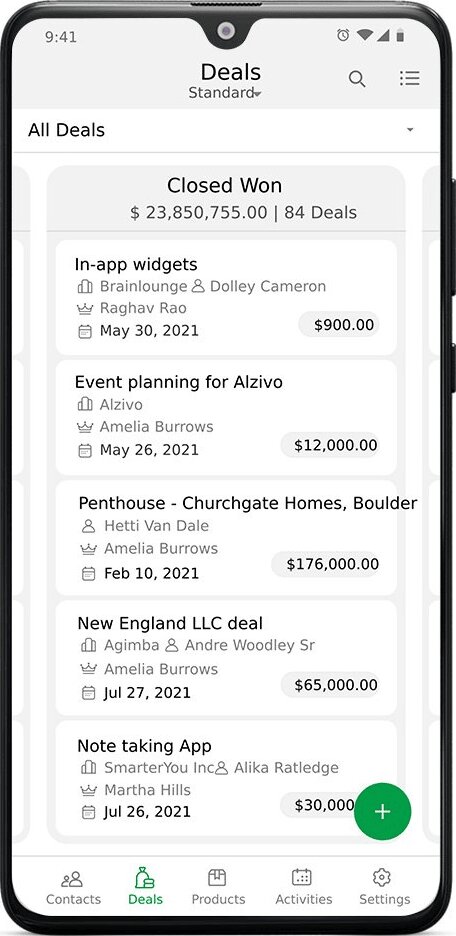 9:41
Deals
Standard
All Deals
Closed Won
$ 23,850,755.00 | 84 Deals
In-app widgets
Brainlounge Dolley Cameron
Raghav Rao
May 30, 2021
$900.00
Event planning for Alzivo
Alzivo
Amelia Burrows
May 26, 2021
$12,000.00
Penthouse - Churchgate Homes, Boulder
Hetti Van Dale
Amelia Burrows
Feb 10, 2021
$176,000.00
New England LLC deal
Agimba Andre Woodley Sr
Amelia Burrows
Jul 27, 2021
$65,000.00
Note taking App
SmarterYou Inc Alika Ratledge
Martha Hills
Jul 26, 2021
$30,000
+
Contacts Deals Products Activities Settings